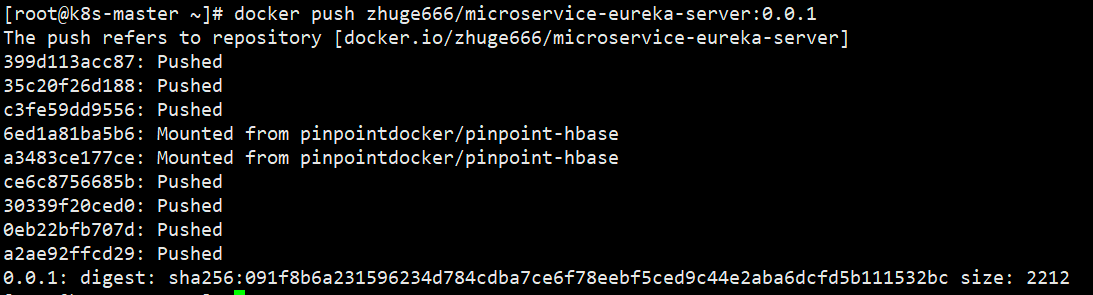 [root@k8s-master ~]# docker push zhuge666/microservice-eureka-server:0.0.1
The push refers to repository [docker.io/zhuge666/microservice-eureka-server]
399d113acc87: Pushed
35c20f26d188: Pushed
c3fe59dd9556: Pushed
6ed1a81ba5b6: Mounted from pinpointdocker/pinpoint-hbase
a3483ce177ce: Mounted from pinpointdocker/pinpoint-hbase
ce6c8756685b: Pushed
30339f20ced0: Pushed
0eb22bfb707d: Pushed
a2ae92ffcd29: Pushed
0.0.1: digest: sha256:091f8b6a231596234d784cdba7ce6f78eebf5ced9c44e2aba6dcfd5b111532bc size: 2212